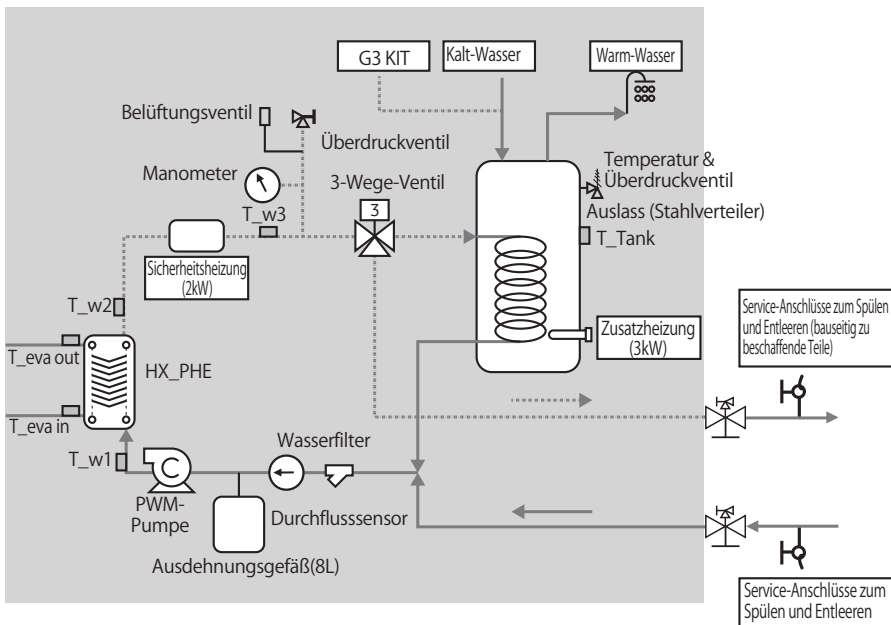 G3 KIT
Kalt-Wasser
Warm-Wasser
Belüftungsventil
Überdruckventil
Temperatur &
Überdruckventil
Manometer
3-Wege-Ventil
T_w3
3
Auslass (Stahlverteiler)
T_Tank
Sicherheitsheizung
(2kW)
T_w2
Zusatzheizung
(3kW)
Service-Anschlüsse zum Spülen
und Entleeren (bauseitig zu
beschaffende Teile)
T_eva out
HX_PHE
T_eva in
T_w1
Wasserfilter
C
PWM-
Pumpe
Durchflusssensor
Ausdehnungsgefäß(8L)
Service-Anschlüsse zum
Spülen und Entleeren